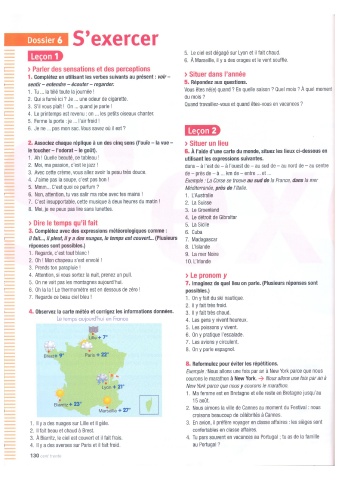 Dossier 6 S'exercer
Leçon 1
› Parler des sensations et des perceptions
1. Complétez en utilisant les verbes suivants au présent : voir –
sentir – entendre – écouter – regarder.
1. Tu ... la télé toute la journée !
2. Qui a fumé ici ? Je ... une odeur de cigarette.
3. S'il vous plaît ! On ... quand je parle !
4. Le printemps est revenu : on ... les petits oiseaux chanter.
5. Ferme la porte : je ... l'air froid !
6. Je ne ... pas mon sac. Vous savez où il est ?
2. Associez chaque réplique à un des cinq sens (l'ouïe – la vue –
le toucher – l'odorat – le goût).
1. Ah ! Quelle beauté, ce tableau !
2. Moi, ma passion, c'est le jazz !
3. Avec cette crème, vous allez avoir la peau très douce.
4. J'aime pas la soupe, c'est pas bon !
5. Mmm... C'est quoi ce parfum ?
6. Non, attention, tu vas salir ma robe avec tes mains !
7. C'est insupportable, cette musique à deux heures du matin !
8. Moi, je ne peux pas lire sans lunettes.
› Dire le temps qu'il fait
3. Complétez avec des expressions météorologiques comme :
il fait..., il pleut, il y a des nuages, le temps est couvert... (Plusieurs
réponses sont possibles.)
1. Regarde, c'est tout blanc !
2. Oh ! Mon chapeau s'est envolé !
3. Prends ton parapluie !
4. Attention, si vous sortez la nuit, prenez un pull.
5. On ne voit pas les montagnes aujourd'hui.
6. Oh la la ! Le thermomètre est en dessous de zéro !
7. Regarde ce beau ciel bleu !
4. Observez la carte météo et corrigez les informations données.
Le temps aujourd'hui en France
Lille + 7°
Brest 9°
Paris + 23°
Lyon + 21°
Biarritz + 23°
Marseille + 27°
1. Il y a des nuages sur Lille et il gèle.
2. Il fait beau et chaud à Brest.
3. À Biarritz, le ciel est couvert et il fait frais.
4. Il y a des averses sur Paris et il fait froid.
130
5. Le ciel est dégagé sur Lyon et il fait chaud.
6. À Marseille, il y a des orages et le vent souffle.
› Situer dans l'année
5. Répondez aux questions.
Vous êtes né(e) quand ? En quelle saison ? Quel mois ? À quel moment
du mois ?
Quand travaillez-vous et quand êtes-vous en vacances ?
Leçon 2
› Situer un lieu
6. À l'aide d'une carte du monde, situez les lieux ci-dessous en
utilisant les expressions suivantes.
dans – à l'est de – à l'ouest de – au sud de – au nord de – au centre
de – près de – à ... km de – entre ... et ...
Exemple : La Corse se trouve au sud de la France, dans la mer
Méditerranée, près de l'Italie.
1. L'Australie
2. La Suisse
3. Le Groenland
4. Le détroit de Gibraltar
5. La Sicile
6. Cuba
7. Madagascar
8. L'Islande
9. La mer Noire
10. L'Irlande
› Le pronom y
7. Imaginez de quel lieu on parle. (Plusieurs réponses sont
possibles.)
1. On y fait du ski nautique.
2. Il y fait très froid.
3. Il y fait très chaud.
4. Les gens y vivent heureux.
5. Les poissons y vivent.
6. On y pratique l'escalade.
7. Les avions y circulent.
8. On y parle espagnol.
8. Reformulez pour éviter les répétitions.
Exemple : Nous allons une fois par an à New York parce que nous
courons le marathon à New York. → Nous allons une fois par an à
New York parce que nous y courons le marathon.
1. Ma femme est en Bretagne et elle reste en Bretagne jusqu'au
15 août.
2. Nous aimons la ville de Cannes au moment du Festival : nous
croisons beaucoup de célébrités à Cannes.
3. En avion, il préfère voyager en classe affaires : les sièges sont
confortables en classe affaires.
4. Tu pars souvent en vacances au Portugal ; tu as de la famille
au Portugal ?